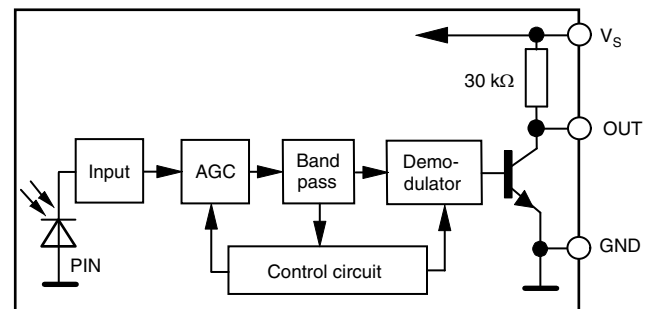 V_S
30 kΩ
OUT
Input
AGC
Band
pass
Demo-
dulator
GND
PIN
Control circuit